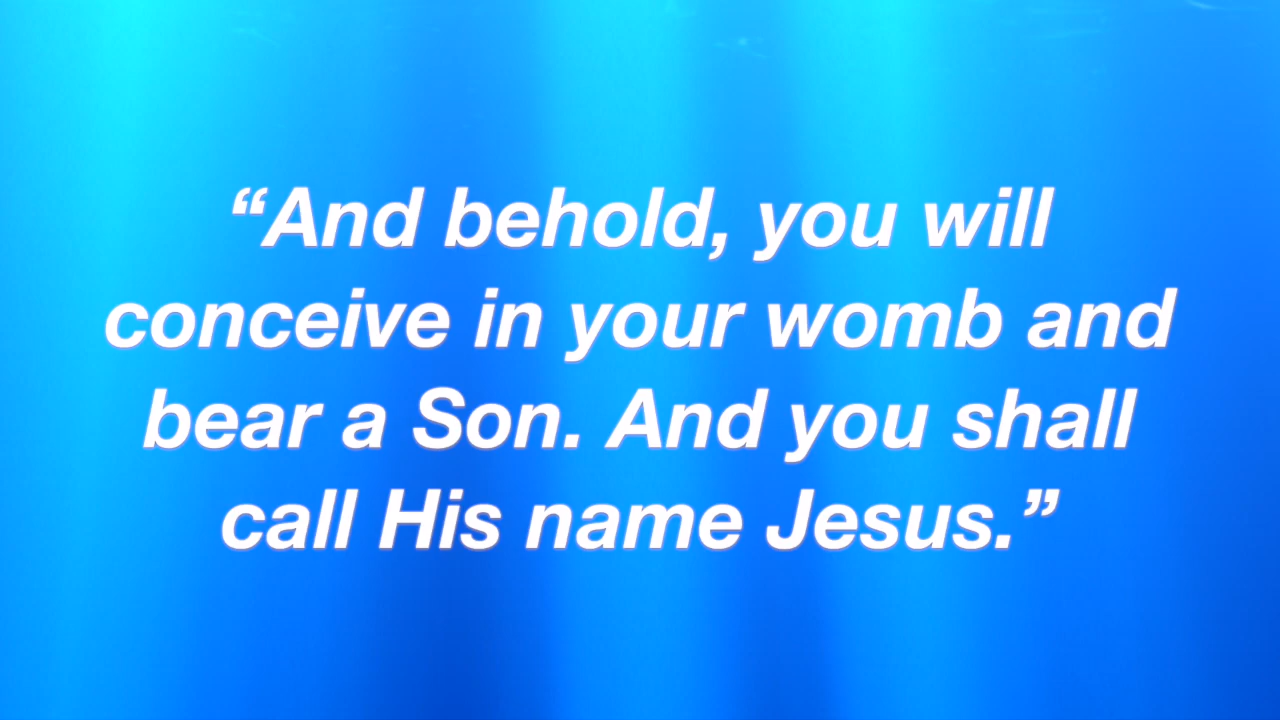 “And behold, you will
conceive in your womb and
bear a Son. And you shall
call His name Jesus.”